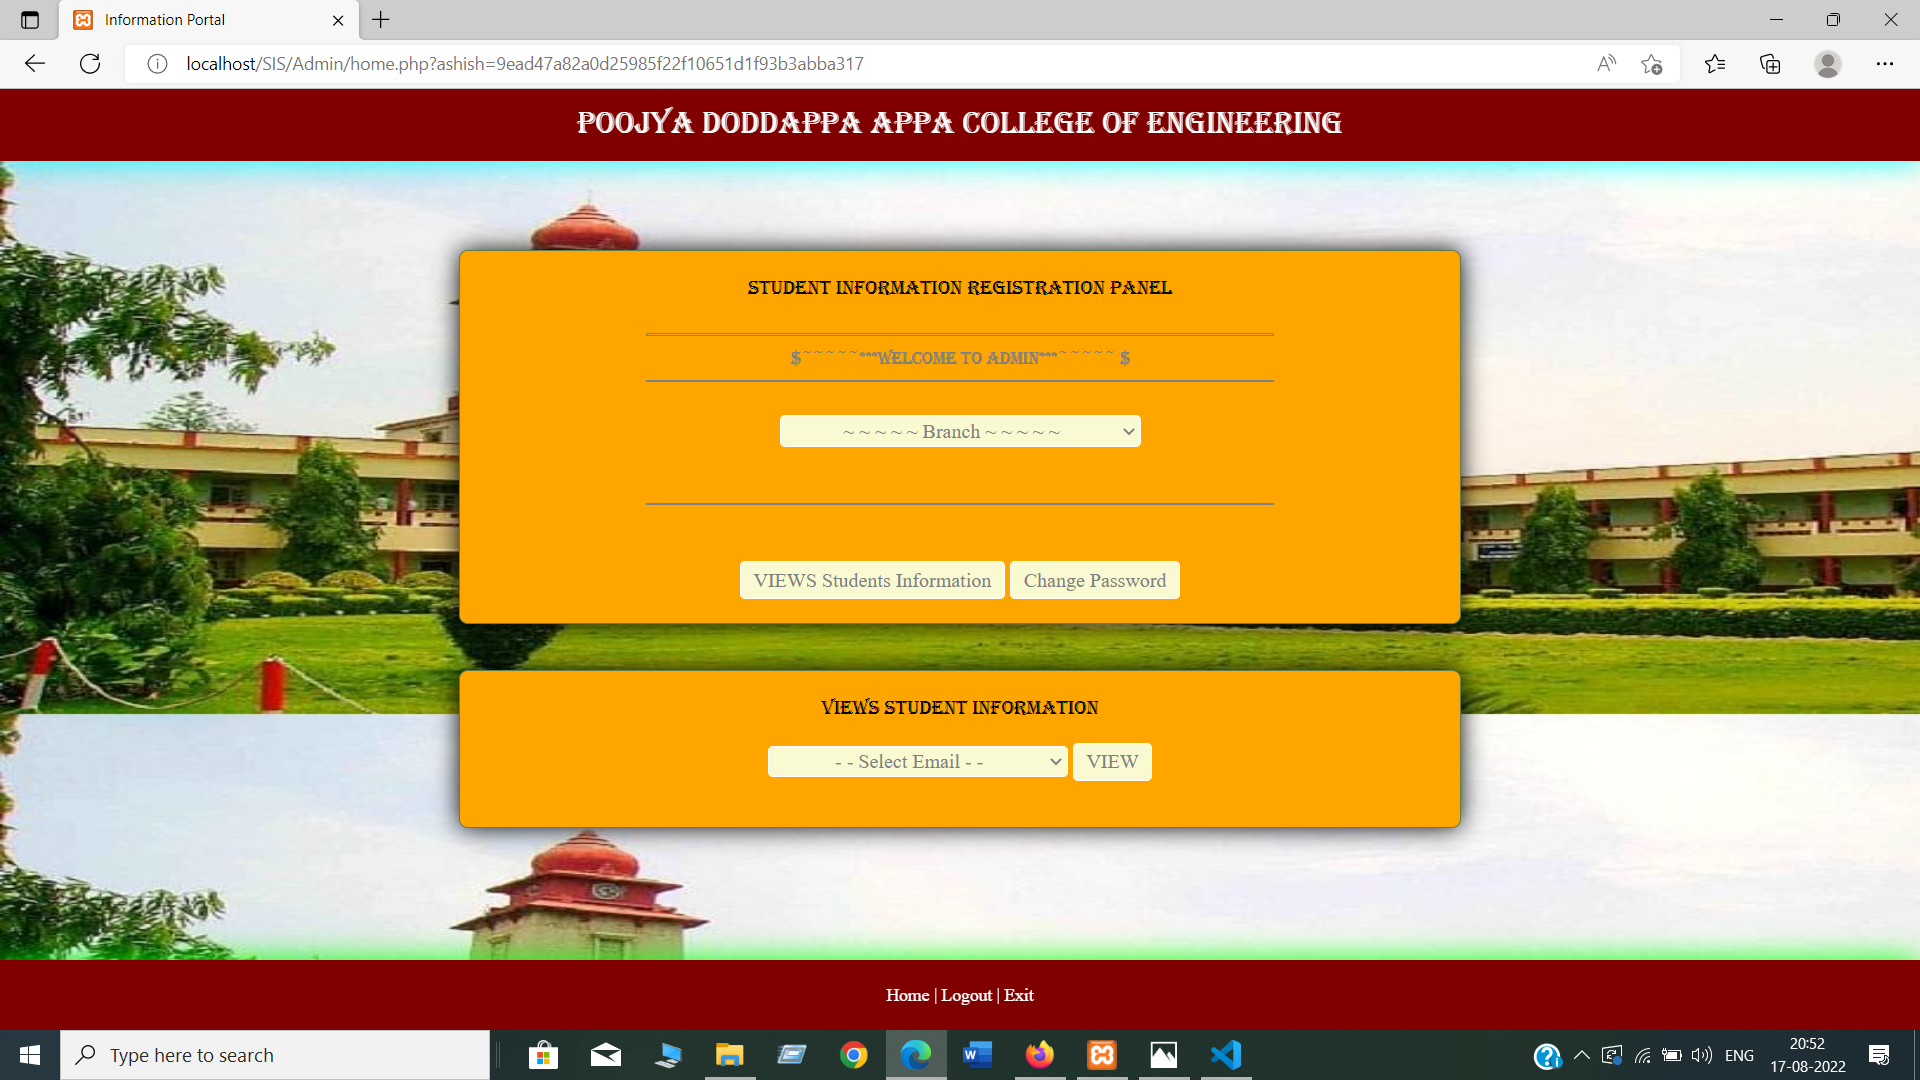 Information Portal
localhost/SIS/Admin/home.php?ashish=9ead47a82a0d25985f22f10651d1f93b3abba317
POOJYA DODDAPPA APPA COLLEGE OF ENGINEERING
STUDENT INFORMATION REGISTRATION PANEL
$~~~~~***WELCOME TO ADMIN***~~~~~ $
~ ~ ~ ~ ~ Branch ~ ~ ~ ~ ~
VIEWS Students Information Change Password
VIEWS STUDENT INFORMATION
- - Select Email - - VIEW
Home | Logout | Exit
Type here to search
ENG
20:52
17-08-2022